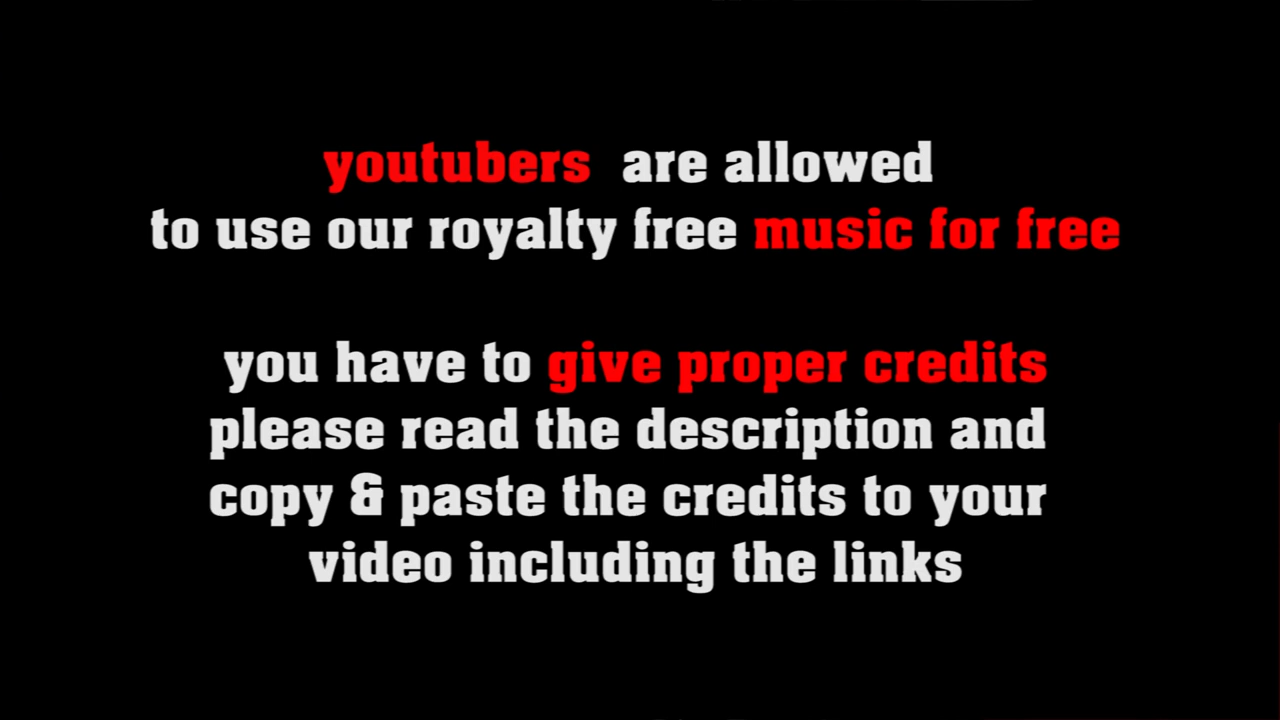 youtubers are allowed
to use our royalty free music for free
you have to give proper credits
please read the description and
copy & paste the credits to your
video including the links